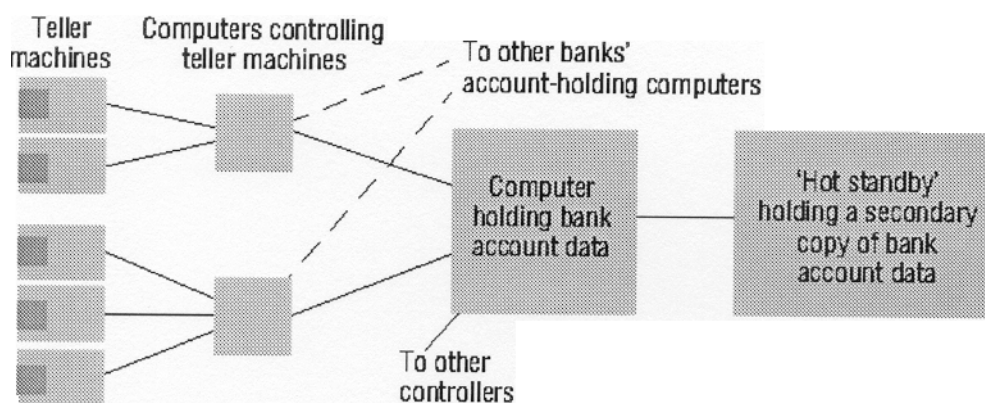 Teller
machines
Computers controlling
teller machines
To other banks'
account-holding computers
Computer
holding bank
account data
'Hot standby'
holding a secondary
copy of bank
account data
To other
controllers